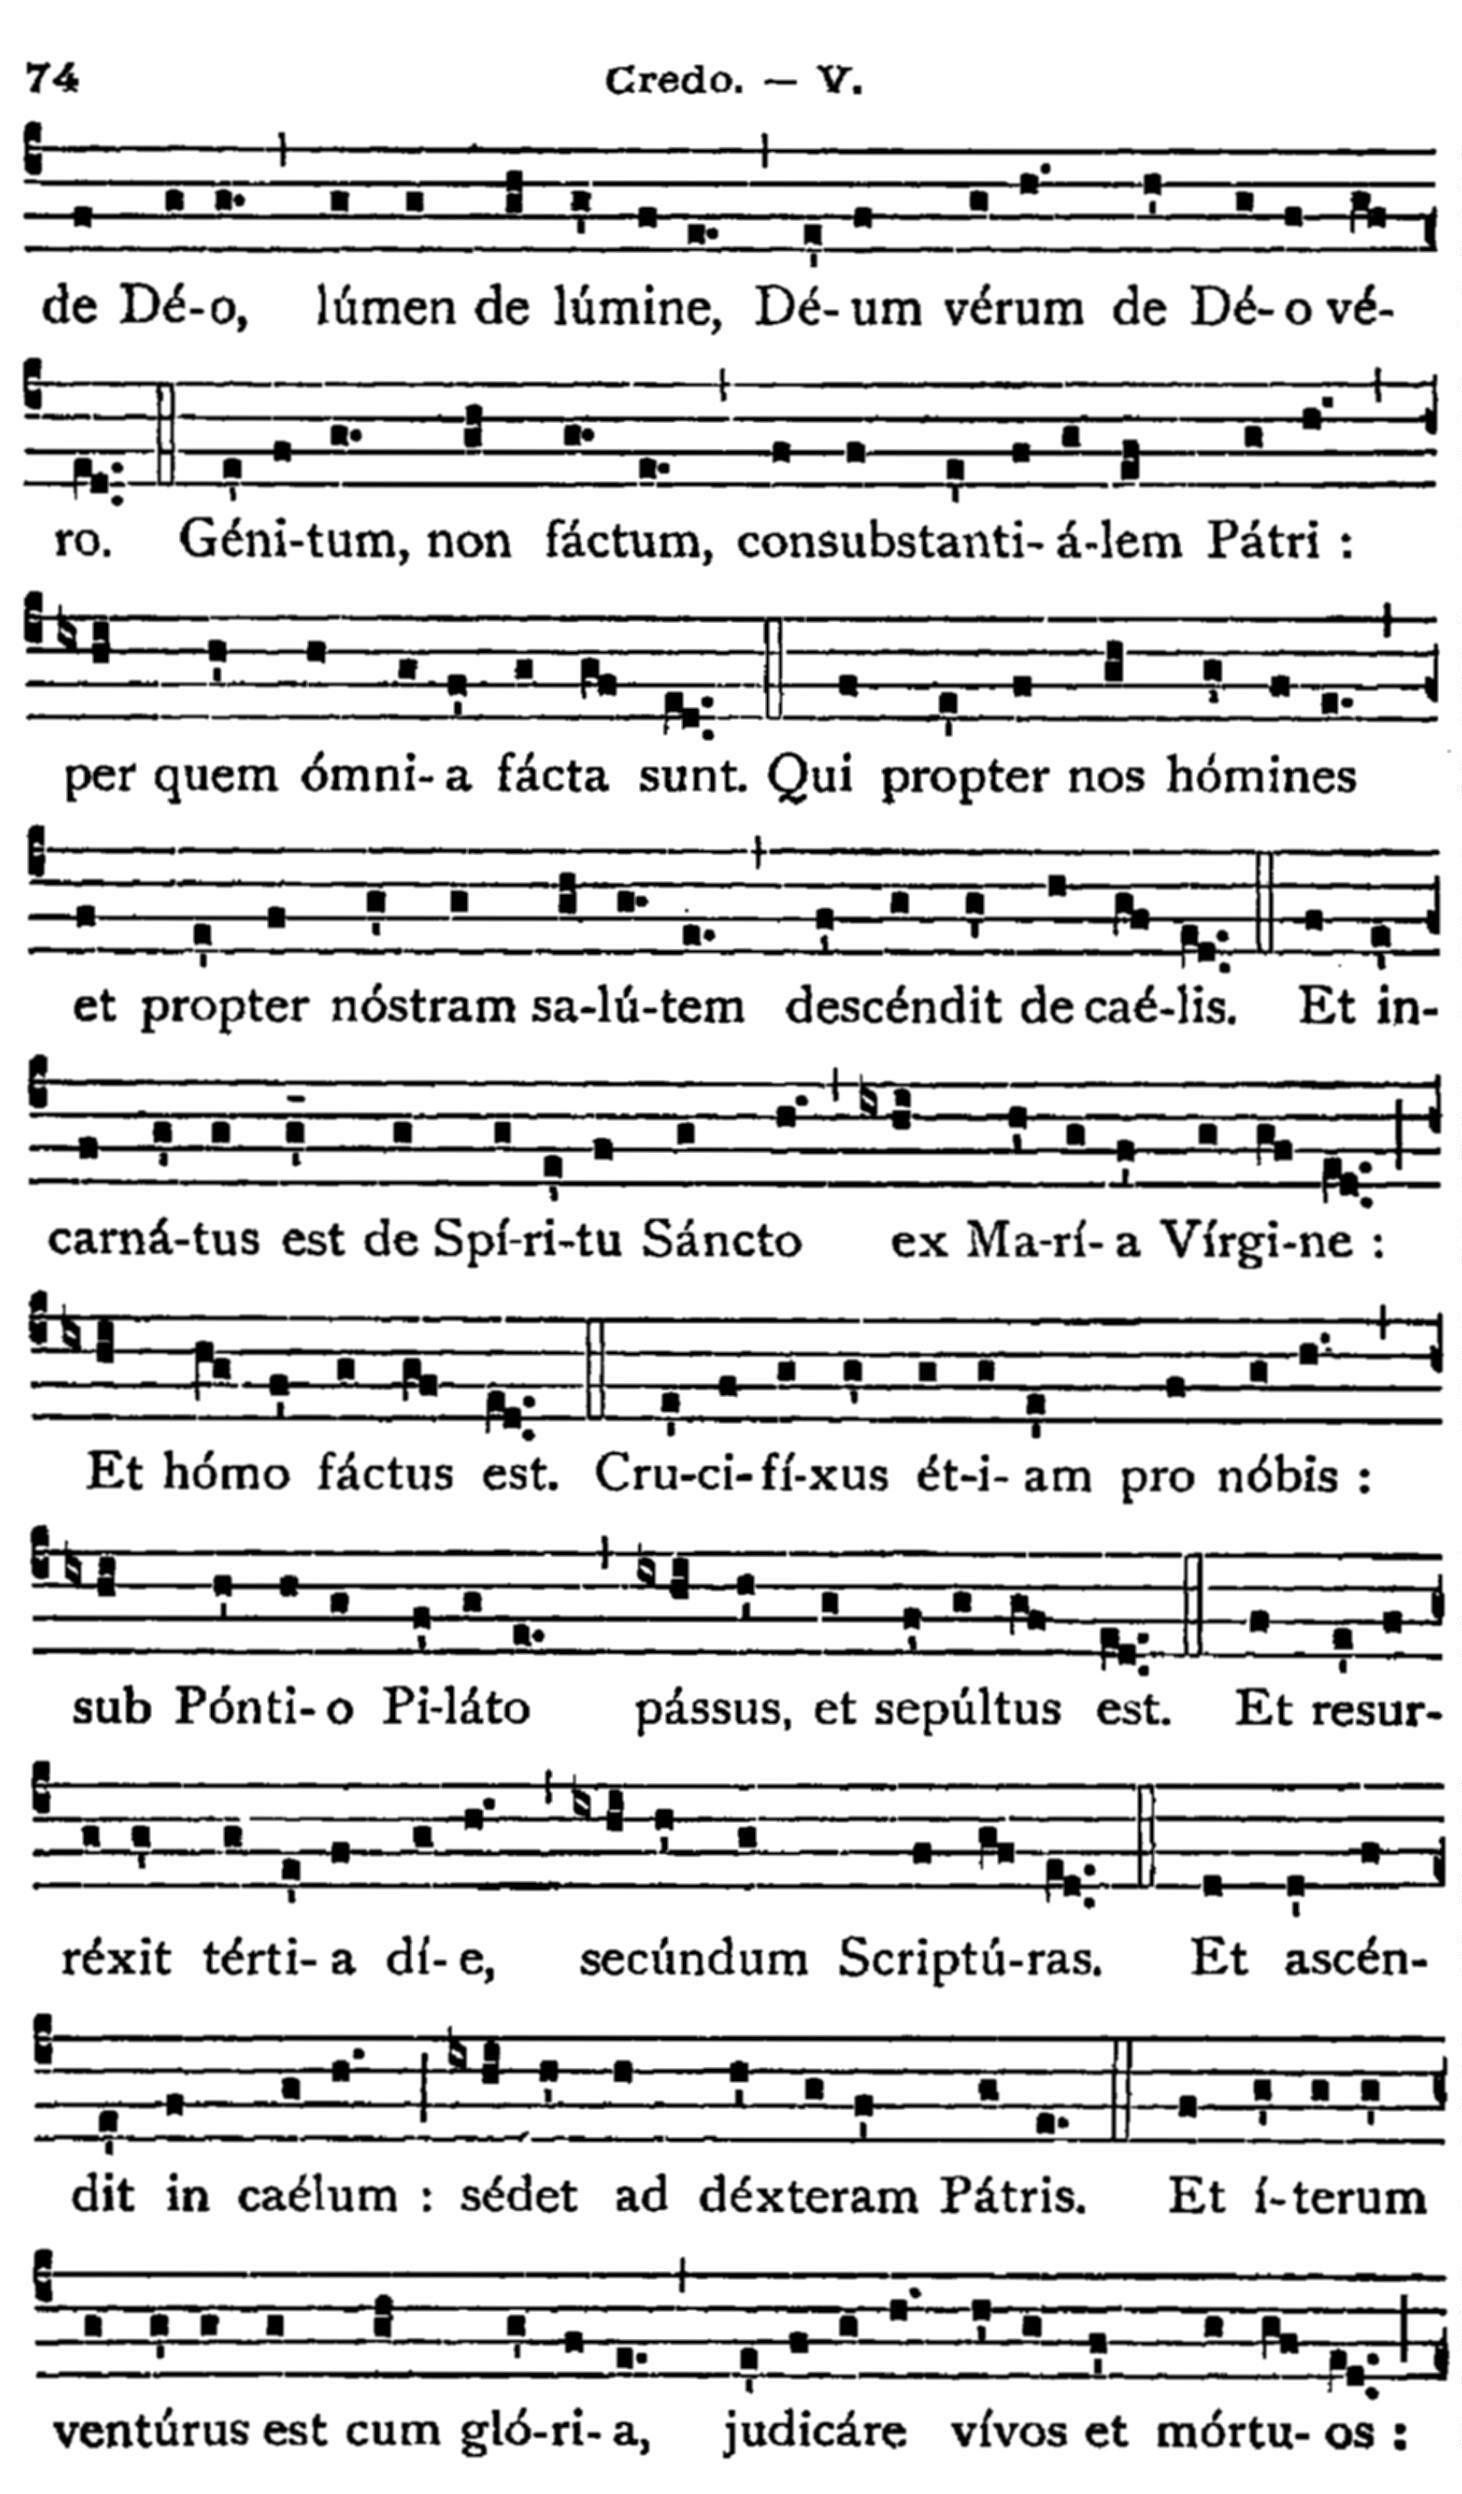 74 Credo. — V.
de Dé-o, lúmen de lúmine, Dé-um vérum de Dé-o vé-
ro. Géni-tum, non fáctum, consubstanti-á-lem Pátri :
per quem ómni-a fácta sunt. Qui propter nos hómines
et propter nóstram sa-lú-tem descéndit de caé-lis. Et in-
carná-tus est de Spí-ri-tu Sáncto ex Ma-rí-a Vírgi-ne :
Et hómo fáctus est. Cru-ci-fí-xus ét-i-am pro nóbis :
sub Pónti-o Pi-láto pássus, et sepúltus est. Et resur-
réxit térti-a dí-e, secúndum Scriptú-ras. Et ascén-
dit in caélum : sédet ad déxteram Pátris. Et í-terum
ventúrus est cum gló-ri-a, judicáre vívos et mórtu-os :